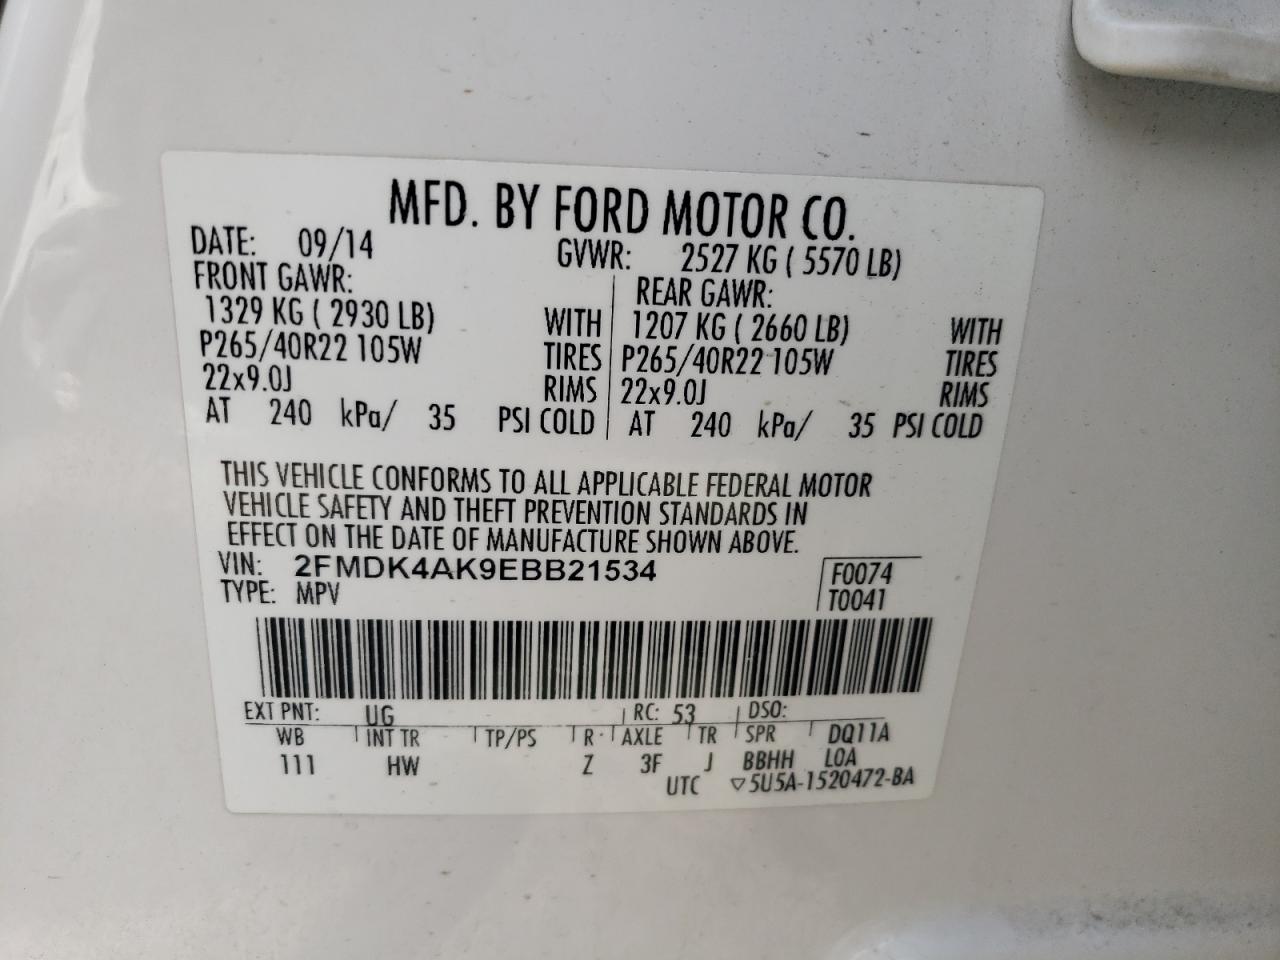 MFD. BY FORD MOTOR CO.
DATE: 09/14 GVWR: 2527 KG ( 5570 LB)
FRONT GAWR: REAR GAWR:
1329 KG ( 2930 LB) WITH 1207 KG ( 2660 LB) WITH
P265/40R22 105W TIRES P265/40R22 105W TIRES
22x9.0J RIMS 22x9.0J RIMS
AT 240 kPa/ 35 PSI COLD AT 240 kPa/ 35 PSI COLD
THIS VEHICLE CONFORMS TO ALL APPLICABLE FEDERAL MOTOR
VEHICLE SAFETY AND THEFT PREVENTION STANDARDS IN
EFFECT ON THE DATE OF MANUFACTURE SHOWN ABOVE.
VIN: 2FMDK4AK9EBB21534 F0074
TYPE: MPV T0041
EXT PNT: UG RC: 53 DSO:
WB INT TR TP/PS R AXLE TR SPR DQ11A
111 HW Z 3F J BBHH L0A
UTC ▽5U5A-1520472-BA